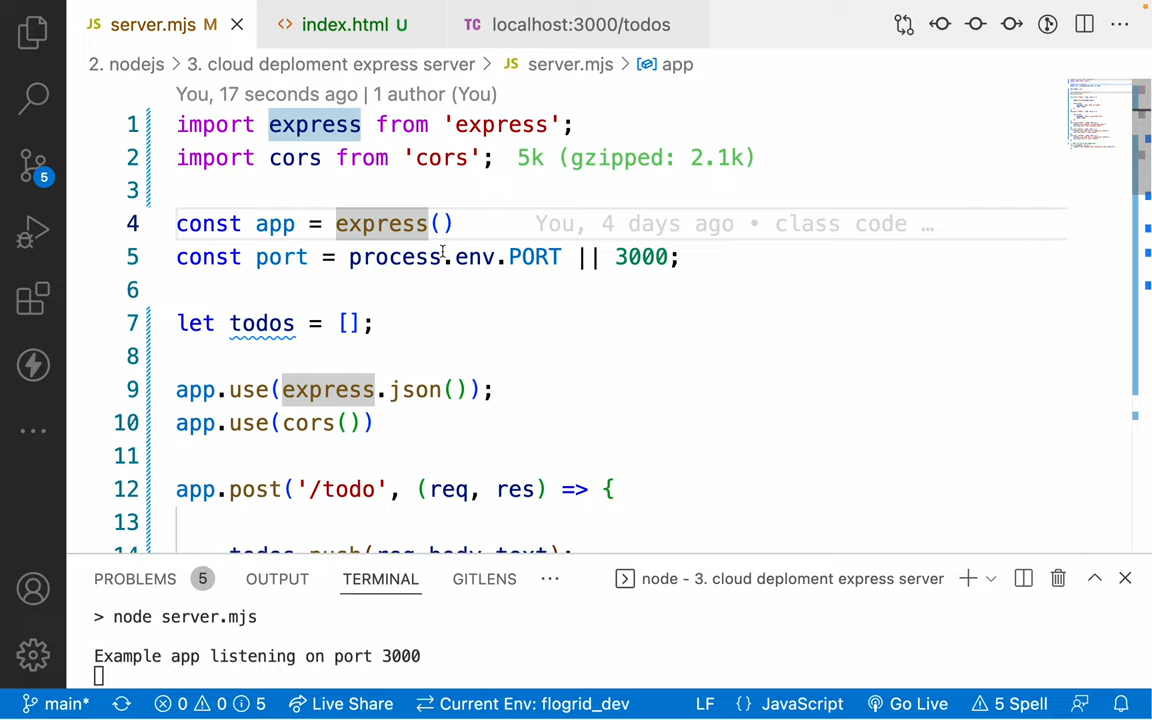 JS server.mjs M
<> index.html U
TC localhost:3000/todos
2. nodejs > 3. cloud deploment express server > JS server.mjs > app
You, 17 seconds ago | 1 author (You)
1 import express from 'express';
2 import cors from 'cors'; 5k (gzipped: 2.1k)
3
4 const app = express() You, 4 days ago • class code …
5 const port = process.env.PORT || 3000;
6
7 let todos = [];
8
9 app.use(express.json());
10 app.use(cors())
11
12 app.post('/todo', (req, res) => {
13
14 todos.push(req.body.text);
5
PROBLEMS 5 OUTPUT TERMINAL GITLENS ··· node - 3. cloud deploment express server
> node server.mjs
Example app listening on port 3000
main* 0 0 5 Live Share Current Env: flogrid_dev LF {} JavaScript Go Live 5 Spell